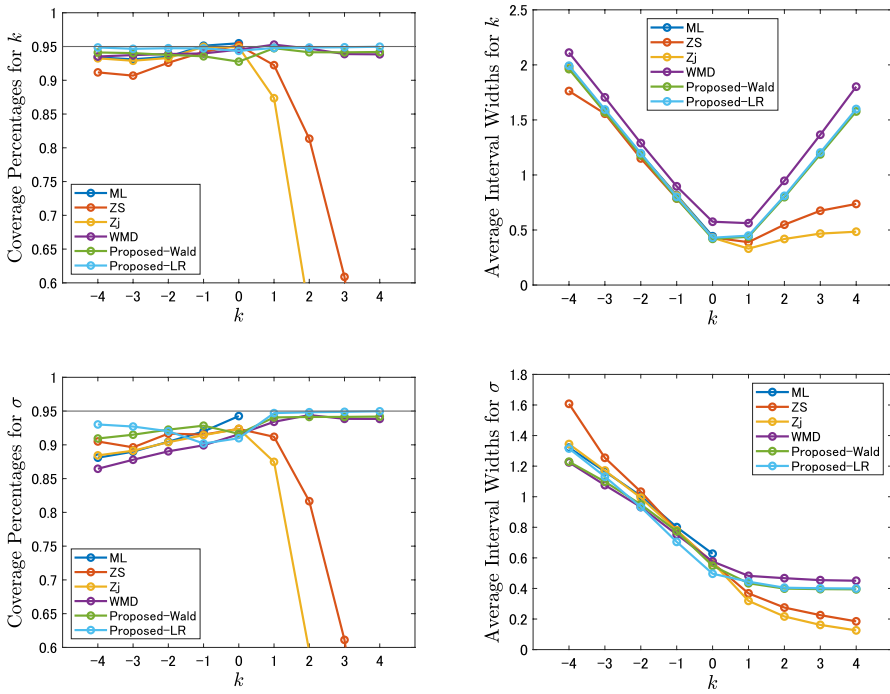 Coverage Percentages for k
1
0.95
0.9
0.85
0.8
0.75
0.7
0.65
0.6
ML
ZS
Zj
WMD
Proposed-Wald
Proposed-LR
-4 -3 -2 -1 0 1 2 3 4
k
Average Interval Widths for k
2.5
2
1.5
1
0.5
0
ML
ZS
Zj
WMD
Proposed-Wald
Proposed-LR
-4 -3 -2 -1 0 1 2 3 4
k
Coverage Percentages for σ
1
0.95
0.9
0.85
0.8
0.75
0.7
0.65
0.6
ML
ZS
Zj
WMD
Proposed-Wald
Proposed-LR
-4 -3 -2 -1 0 1 2 3 4
k
Average Interval Widths for σ
1.8
1.6
1.4
1.2
1
0.8
0.6
0.4
0.2
0
ML
ZS
Zj
WMD
Proposed-Wald
Proposed-LR
-4 -3 -2 -1 0 1 2 3 4
k